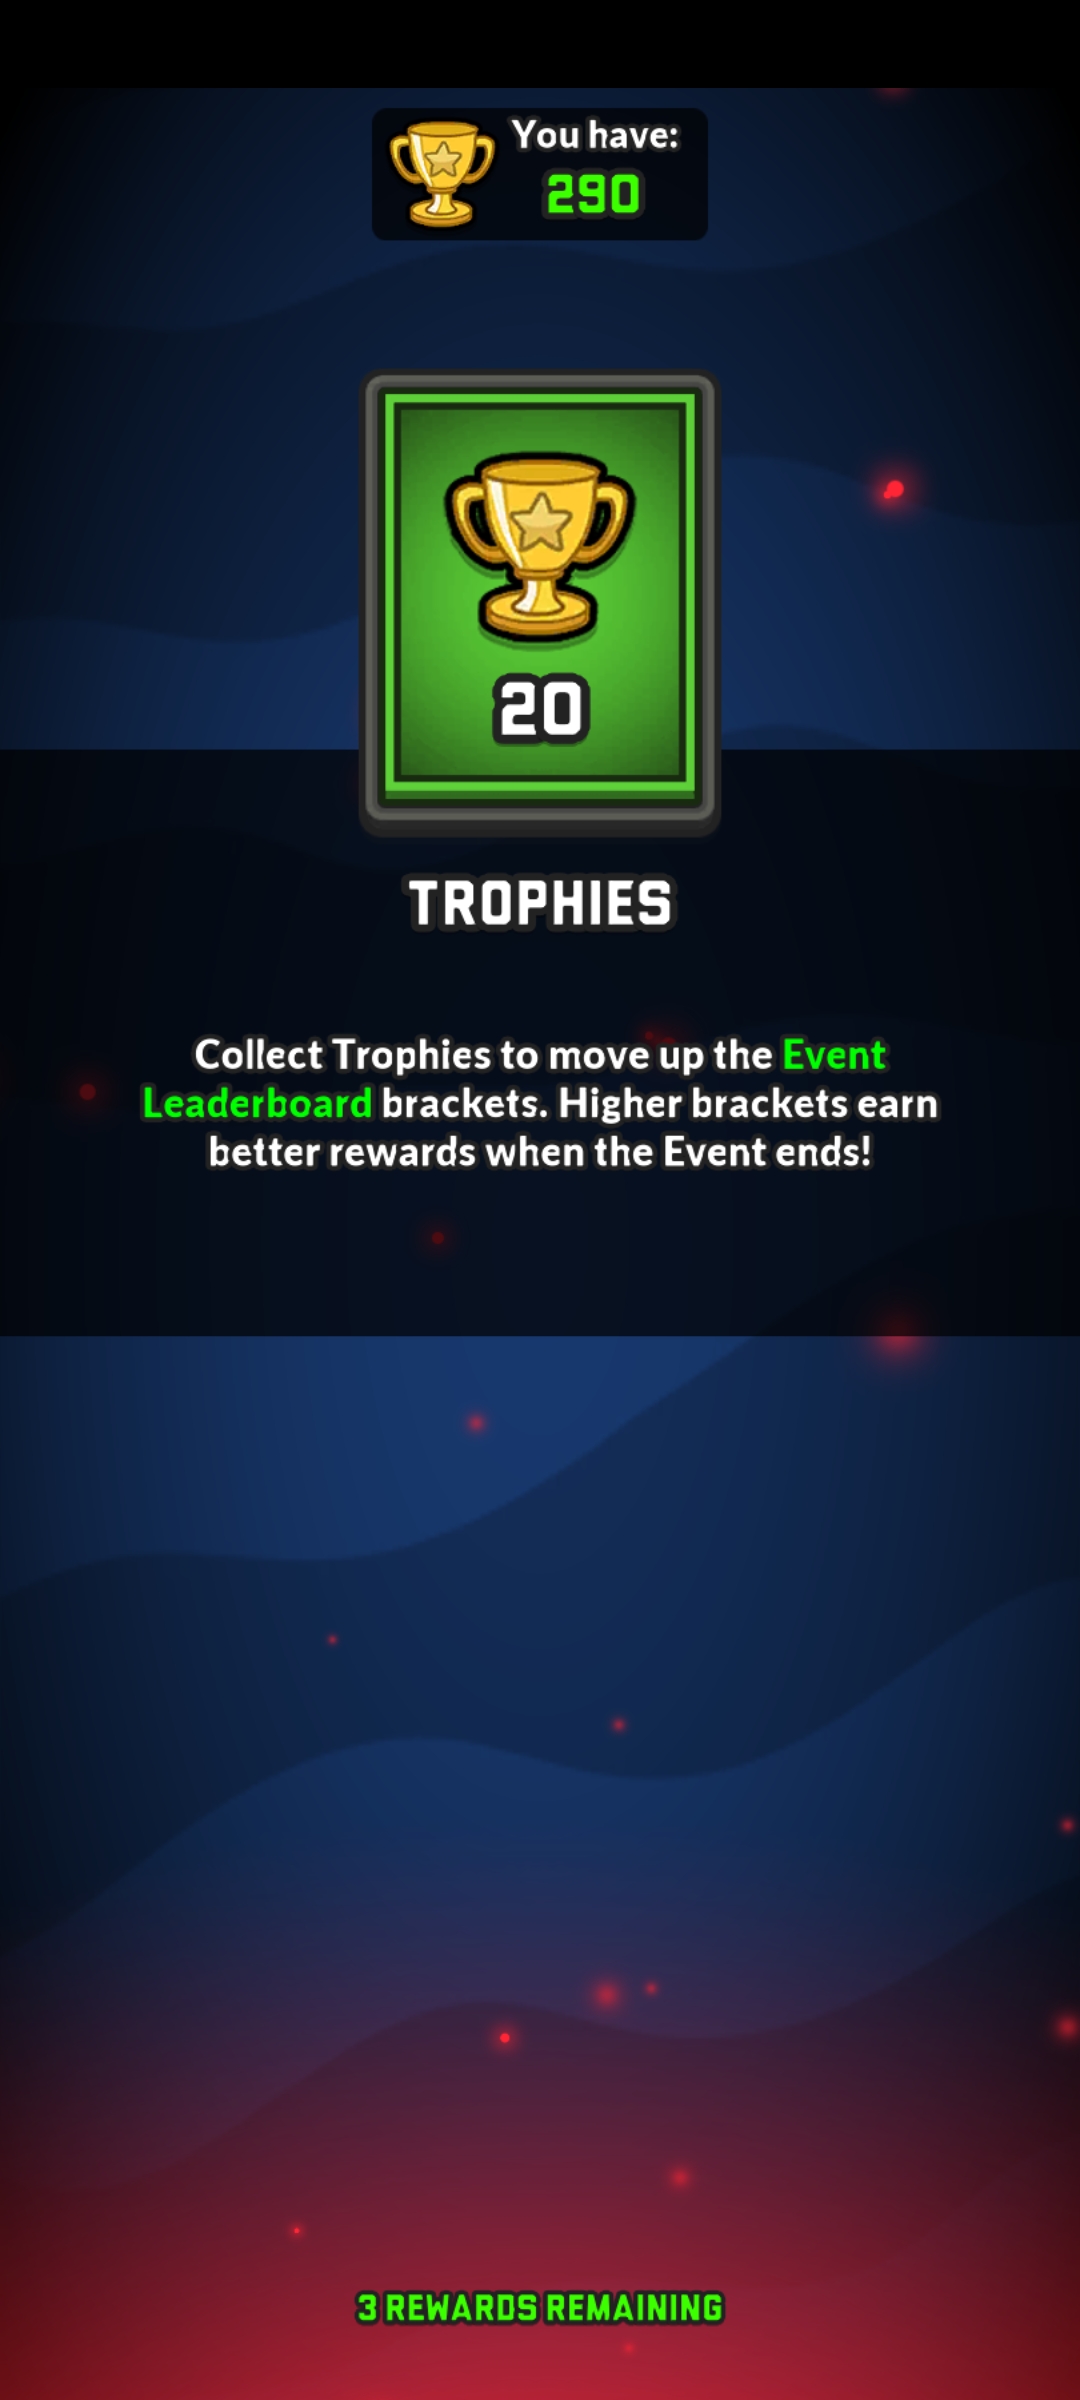 You have:
290
20
TROPHIES
Collect Trophies to move up the Event
Leaderboard brackets. Higher brackets earn
better rewards when the Event ends!
3 REWARDS REMAINING